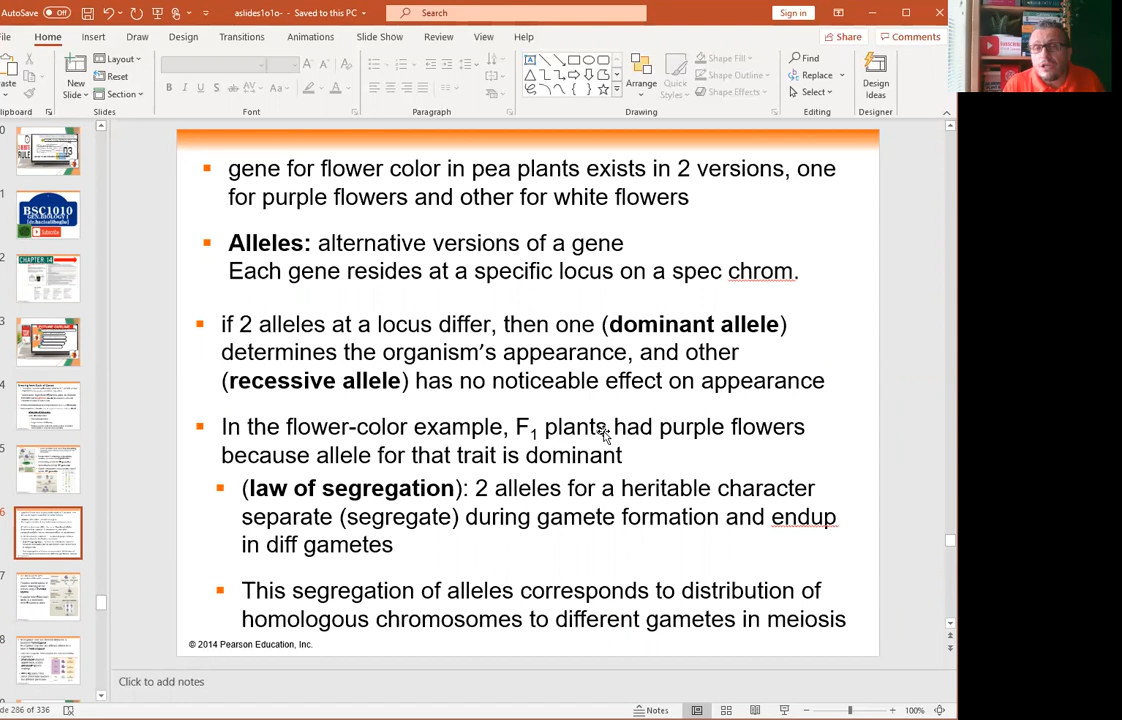 AutoSave Off aslides1o1o- - Saved to this PC Search Sign in
File Home Insert Draw Design Transitions Animations Slide Show Review View Help Share Comments
Paste New Slide Layout Reset Section Arrange Quick Styles Shape Fill Shape Outline Shape Effects Find Replace Select Design Ideas
Clipboard Slides Font Paragraph Drawing Editing Designer
gene for flower color in pea plants exists in 2 versions, one
for purple flowers and other for white flowers
Alleles: alternative versions of a gene
Each gene resides at a specific locus on a spec chrom.
if 2 alleles at a locus differ, then one (dominant allele)
determines the organism's appearance, and other
(recessive allele) has no noticeable effect on appearance
In the flower-color example, F1 plants had purple flowers
because allele for that trait is dominant
(law of segregation): 2 alleles for a heritable character
separate (segregate) during gamete formation and endup
in diff gametes
This segregation of alleles corresponds to distribution of
homologous chromosomes to different gametes in meiosis
© 2014 Pearson Education, Inc.
BSC1010
CHAPTER: 14
Click to add notes
de 286 of 336 Notes 100%